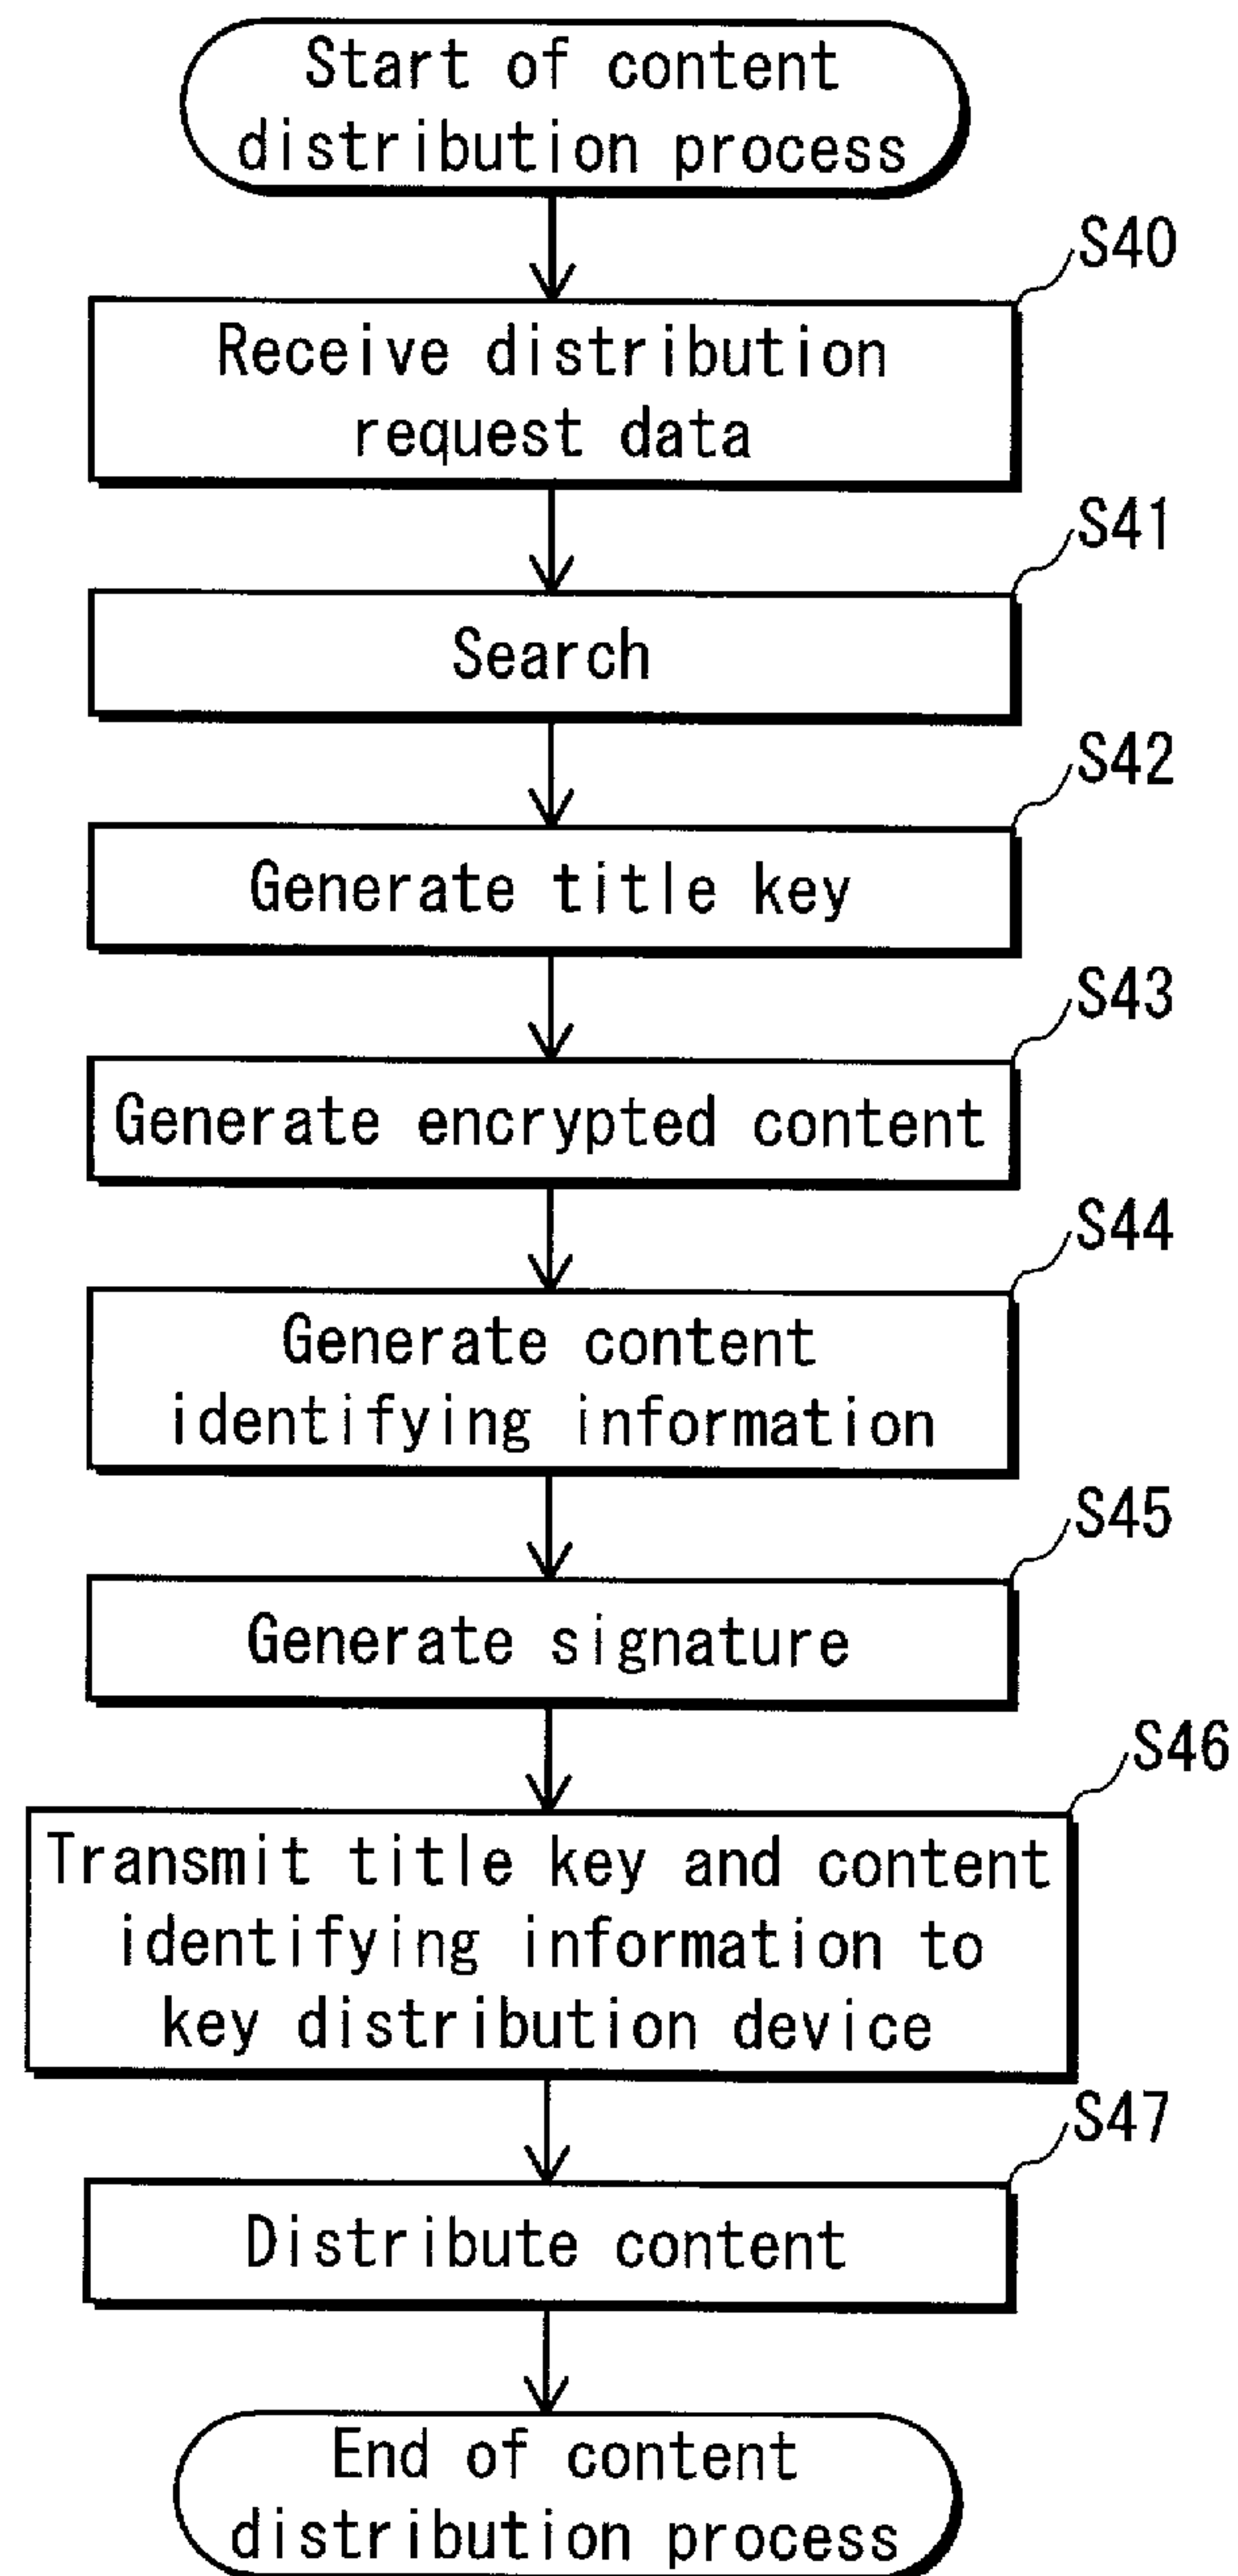 Start of content
distribution process
S40
Receive distribution
request data
S41
Search
S42
Generate title key
S43
Generate encrypted content
S44
Generate content
identifying information
S45
Generate signature
S46
Transmit title key and content
identifying information to
key distribution device
S47
Distribute content
End of content
distribution process